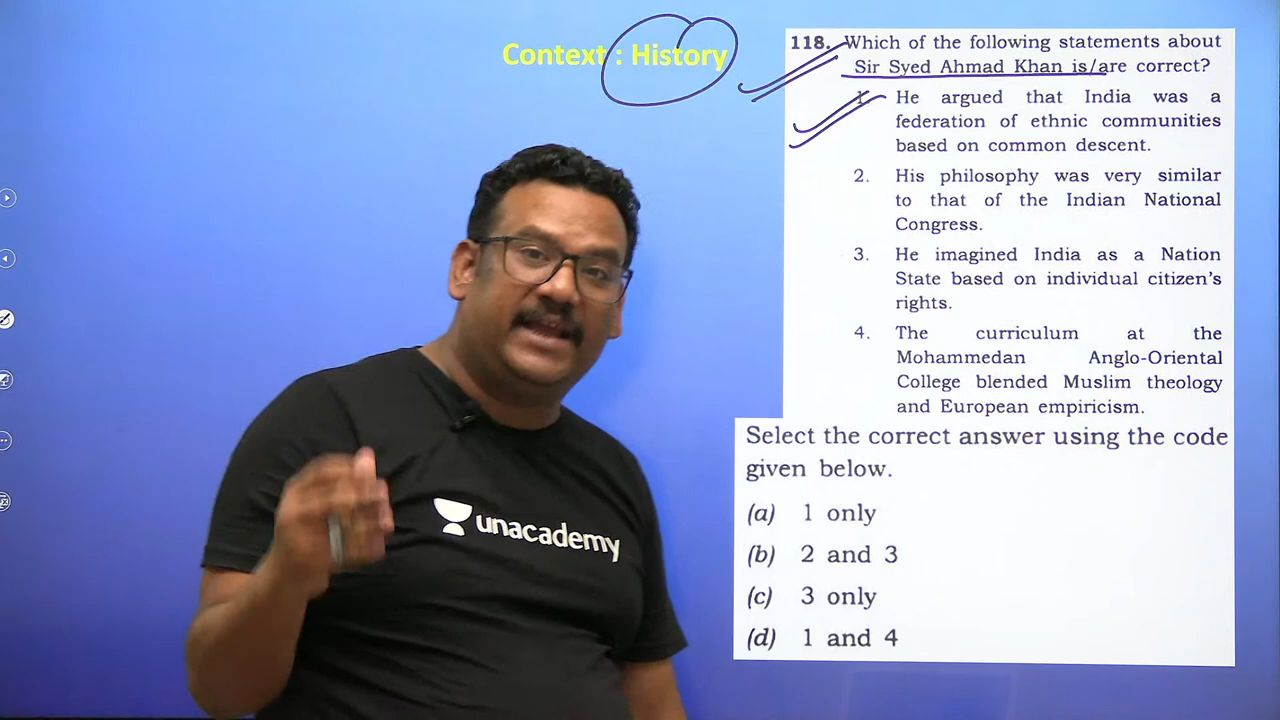 Context : History
118. Which of the following statements about
Sir Syed Ahmad Khan is/are correct?
1. He argued that India was a
federation of ethnic communities
based on common descent.
2. His philosophy was very similar
to that of the Indian National
Congress.
3. He imagined India as a Nation
State based on individual citizen's
rights.
4. The curriculum at the
Mohammedan Anglo-Oriental
College blended Muslim theology
and European empiricism.
Select the correct answer using the code
given below.
(a) 1 only
(b) 2 and 3
(c) 3 only
(d) 1 and 4
unacademy